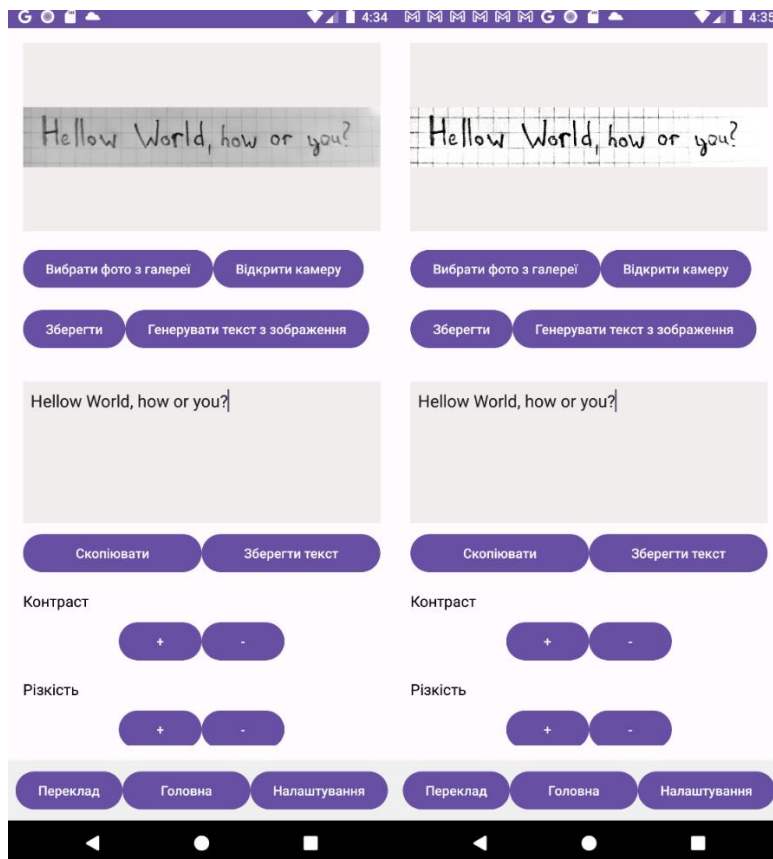 4:34
Hellow World, how or you?
Вибрати фото з галереї Відкрити камеру
Зберегти Генерувати текст з зображення
Hellow World, how or you?
Скопіювати Зберегти текст
Контраст
+ -
Різкість
+ -
Переклад Головна Налаштування
4:35
Hellow World, how or you?
Вибрати фото з галереї Відкрити камеру
Зберегти Генерувати текст з зображення
Hellow World, how or you?
Скопіювати Зберегти текст
Контраст
+ -
Різкість
+ -
Переклад Головна Налаштування